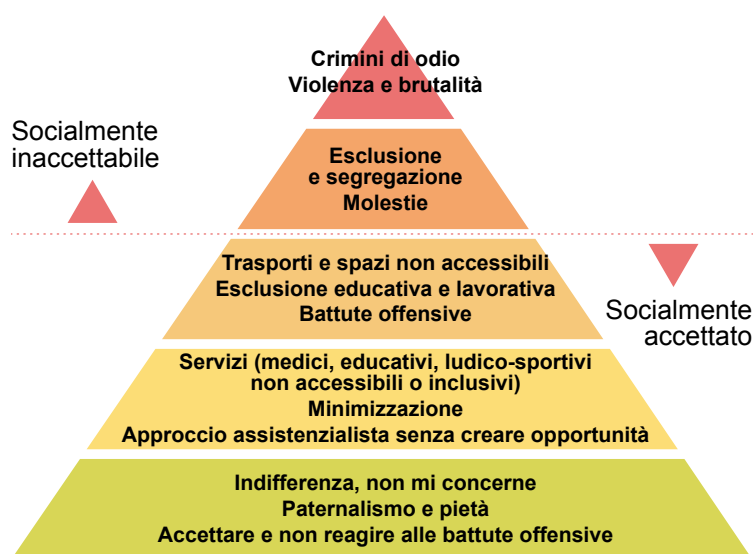 Crimini di odio
Violenza e brutalità
Socialmente
inaccettabile
Esclusione
e segregazione
Molestie
Trasporti e spazi non accessibili
Esclusione educativa e lavorativa
Battute offensive
Socialmente
accettato
Servizi (medici, educativi, ludico-sportivi
non accessibili o inclusivi)
Minimizzazione
Approccio assistenzialista senza creare opportunità
Indifferenza, non mi concerne
Paternalismo e pietà
Accettare e non reagire alle battute offensive